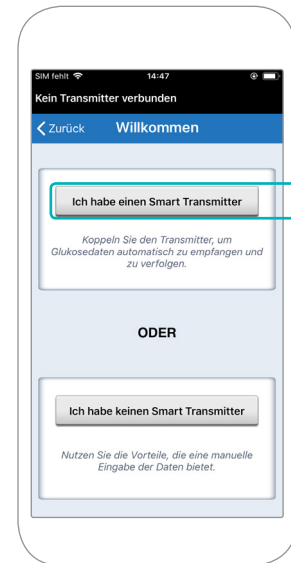 SIM fehlt 14:47
Kein Transmitter verbunden
Zurück Willkommen
Ich habe einen Smart Transmitter
Koppeln Sie den Transmitter, um
Glukosedaten automatisch zu empfangen und
zu verfolgen.
ODER
Ich habe keinen Smart Transmitter
Nutzen Sie die Vorteile, die eine manuelle
Eingabe der Daten bietet.